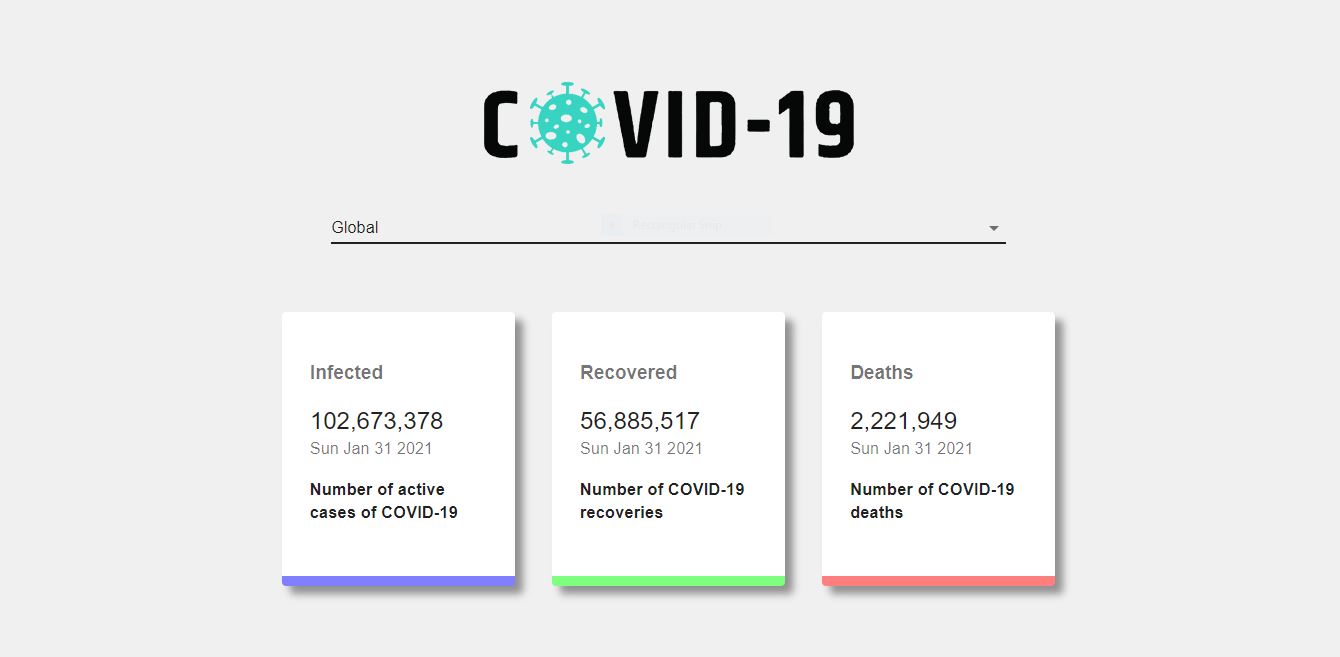 COVID-19
Global
Rectangular Snip
Infected
102,673,378
Sun Jan 31 2021
Number of active
cases of COVID-19
Recovered
56,885,517
Sun Jan 31 2021
Number of COVID-19
recoveries
Deaths
2,221,949
Sun Jan 31 2021
Number of COVID-19
deaths